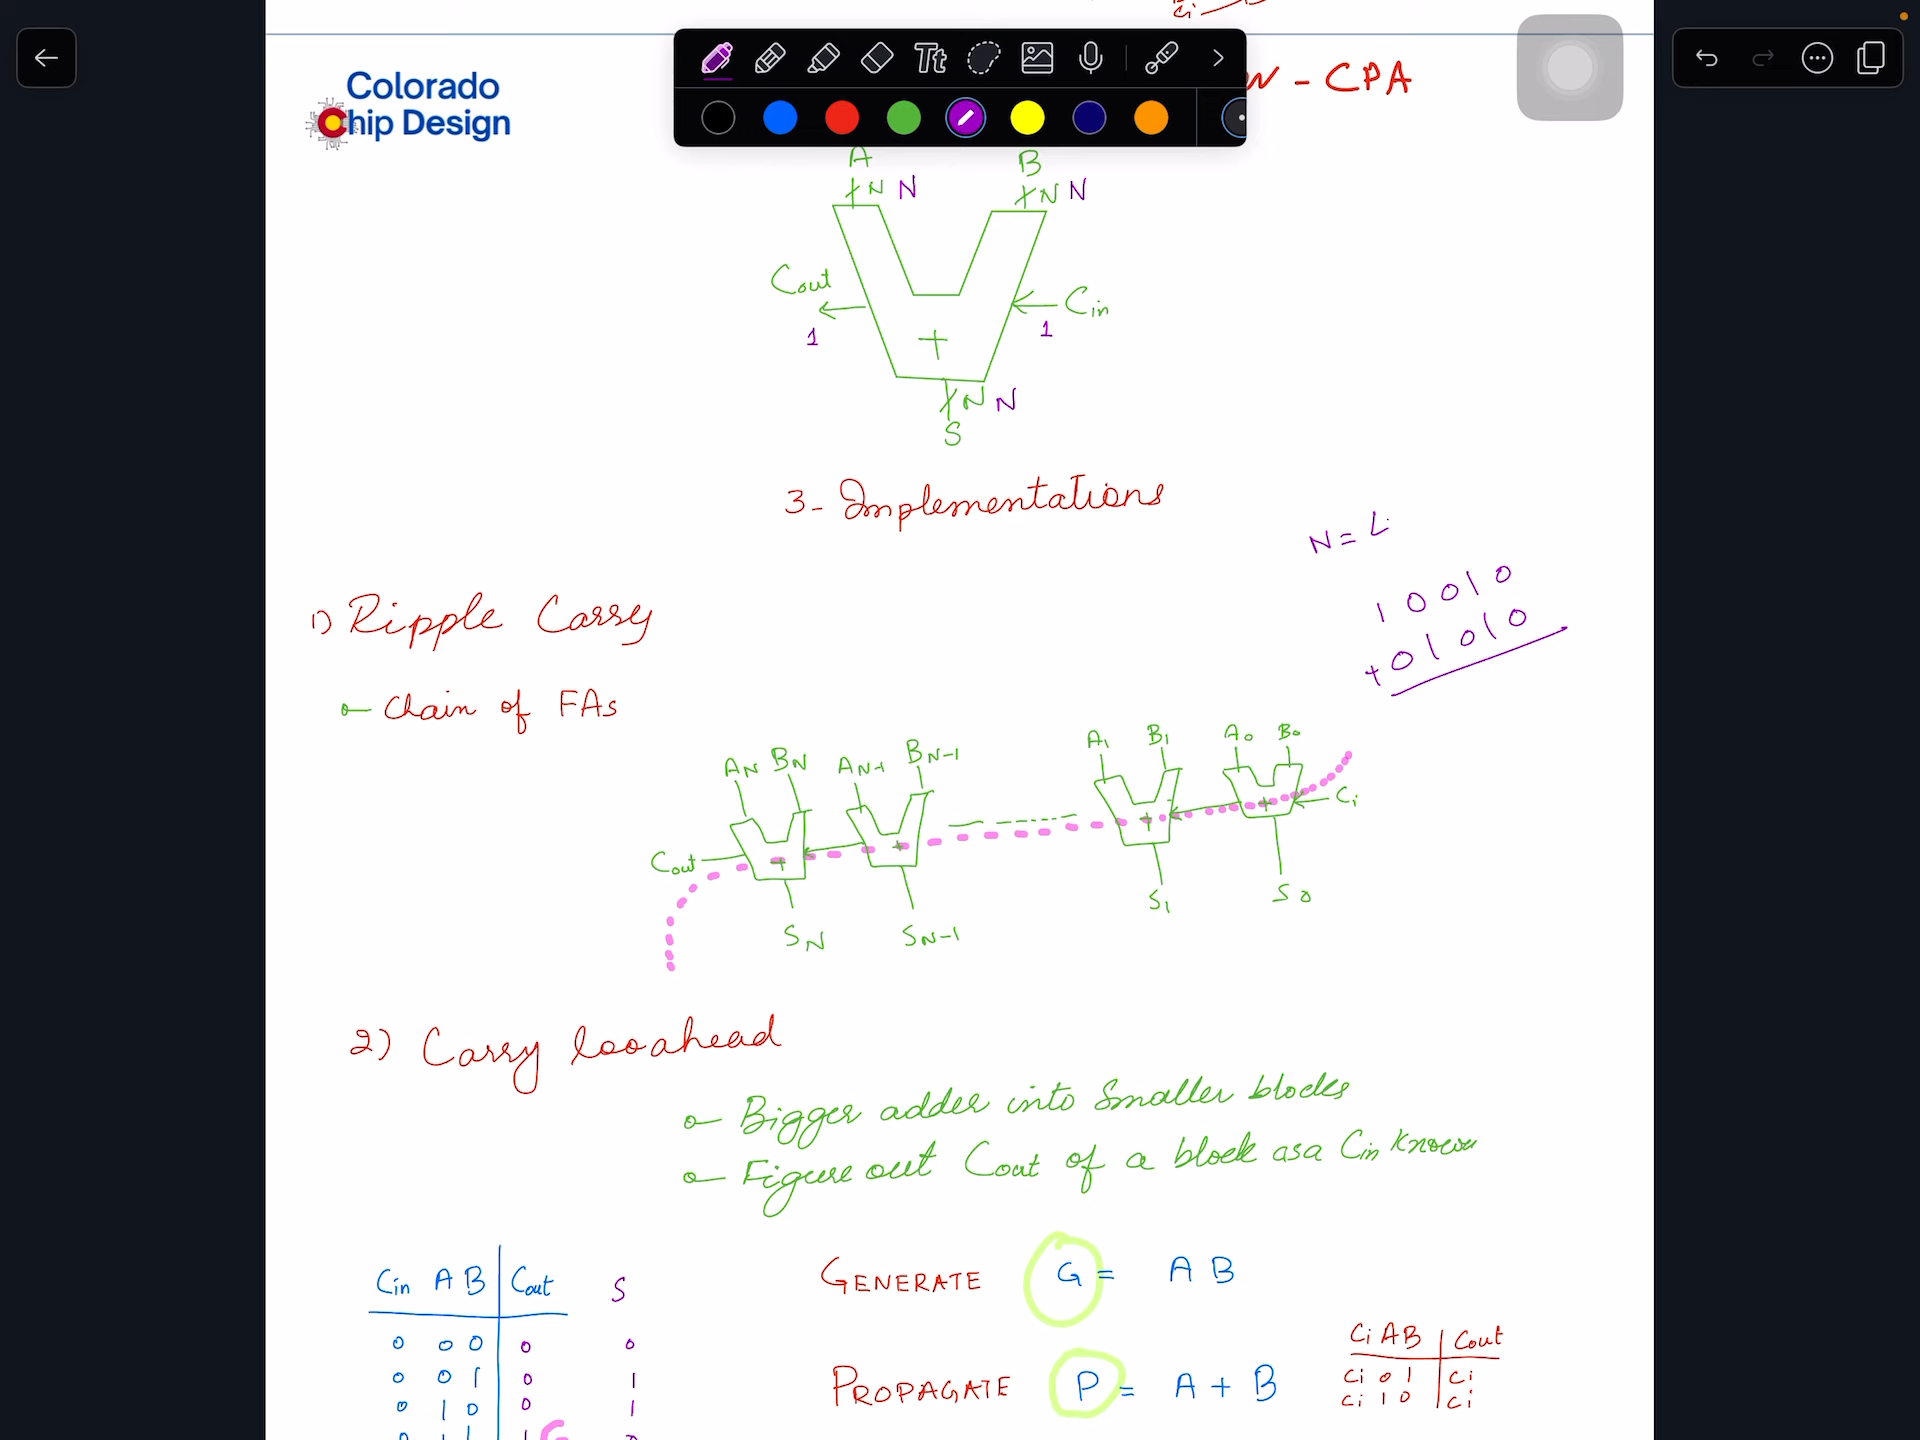 Ci
Tt
N - CPA
Colorado
Chip Design
A B
N N N N
Cout Cin
1 1
+
N N
S
3- Implementations
N =
1 0 0 1 0
+ 0 1 0 1 0
1) Ripple Carry
Chain of FAs
AN BN AN-1 BN-1 A1 B1 A0 B0
+ + + + Ci
Cout
SN SN-1 S1 S0
2) Carry looahead
Bigger adder into smaller blocks
Figure out Cout of a block as a Cin known
Cin A B Cout S
0 0 0 0 0
0 0 1 0 1
0 1 0 0 1
GENERATE G = A B
PROPAGATE P = A + B
Ci A B Cout
Ci 0 1 Ci
Ci 1 0 Ci